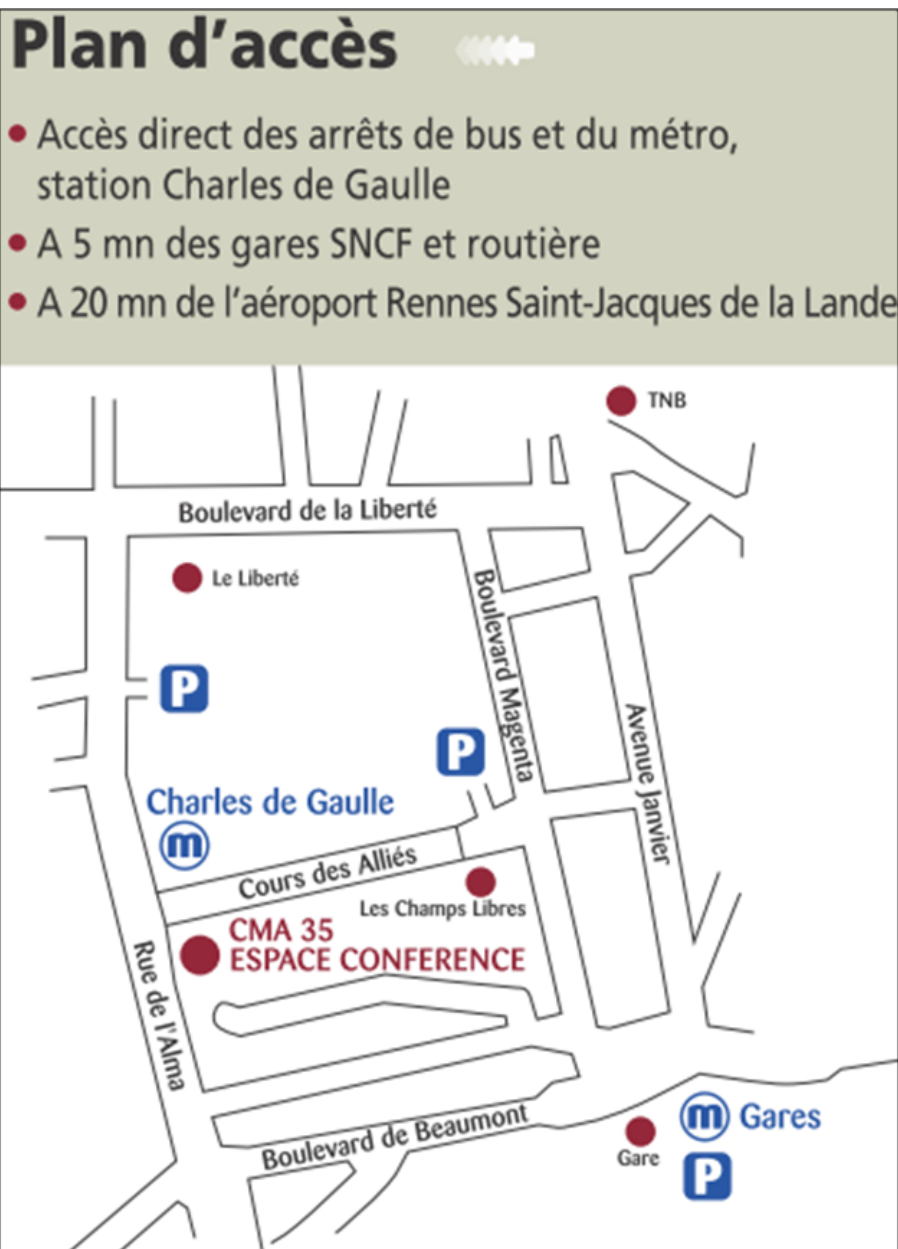 Plan d’accès
Accès direct des arrêts de bus et du métro,
station Charles de Gaulle
A 5 mn des gares SNCF et routière
A 20 mn de l’aéroport Rennes Saint-Jacques de la Lande
TNB
Boulevard de la Liberté
Le Liberté
Boulevard Magenta
P
Avenue Janvier
P
Charles de Gaulle
m
Cours des Alliés
Les Champs Libres
CMA 35
ESPACE CONFERENCE
Rue de l'Alma
Boulevard de Beaumont
m Gares
Gare
P